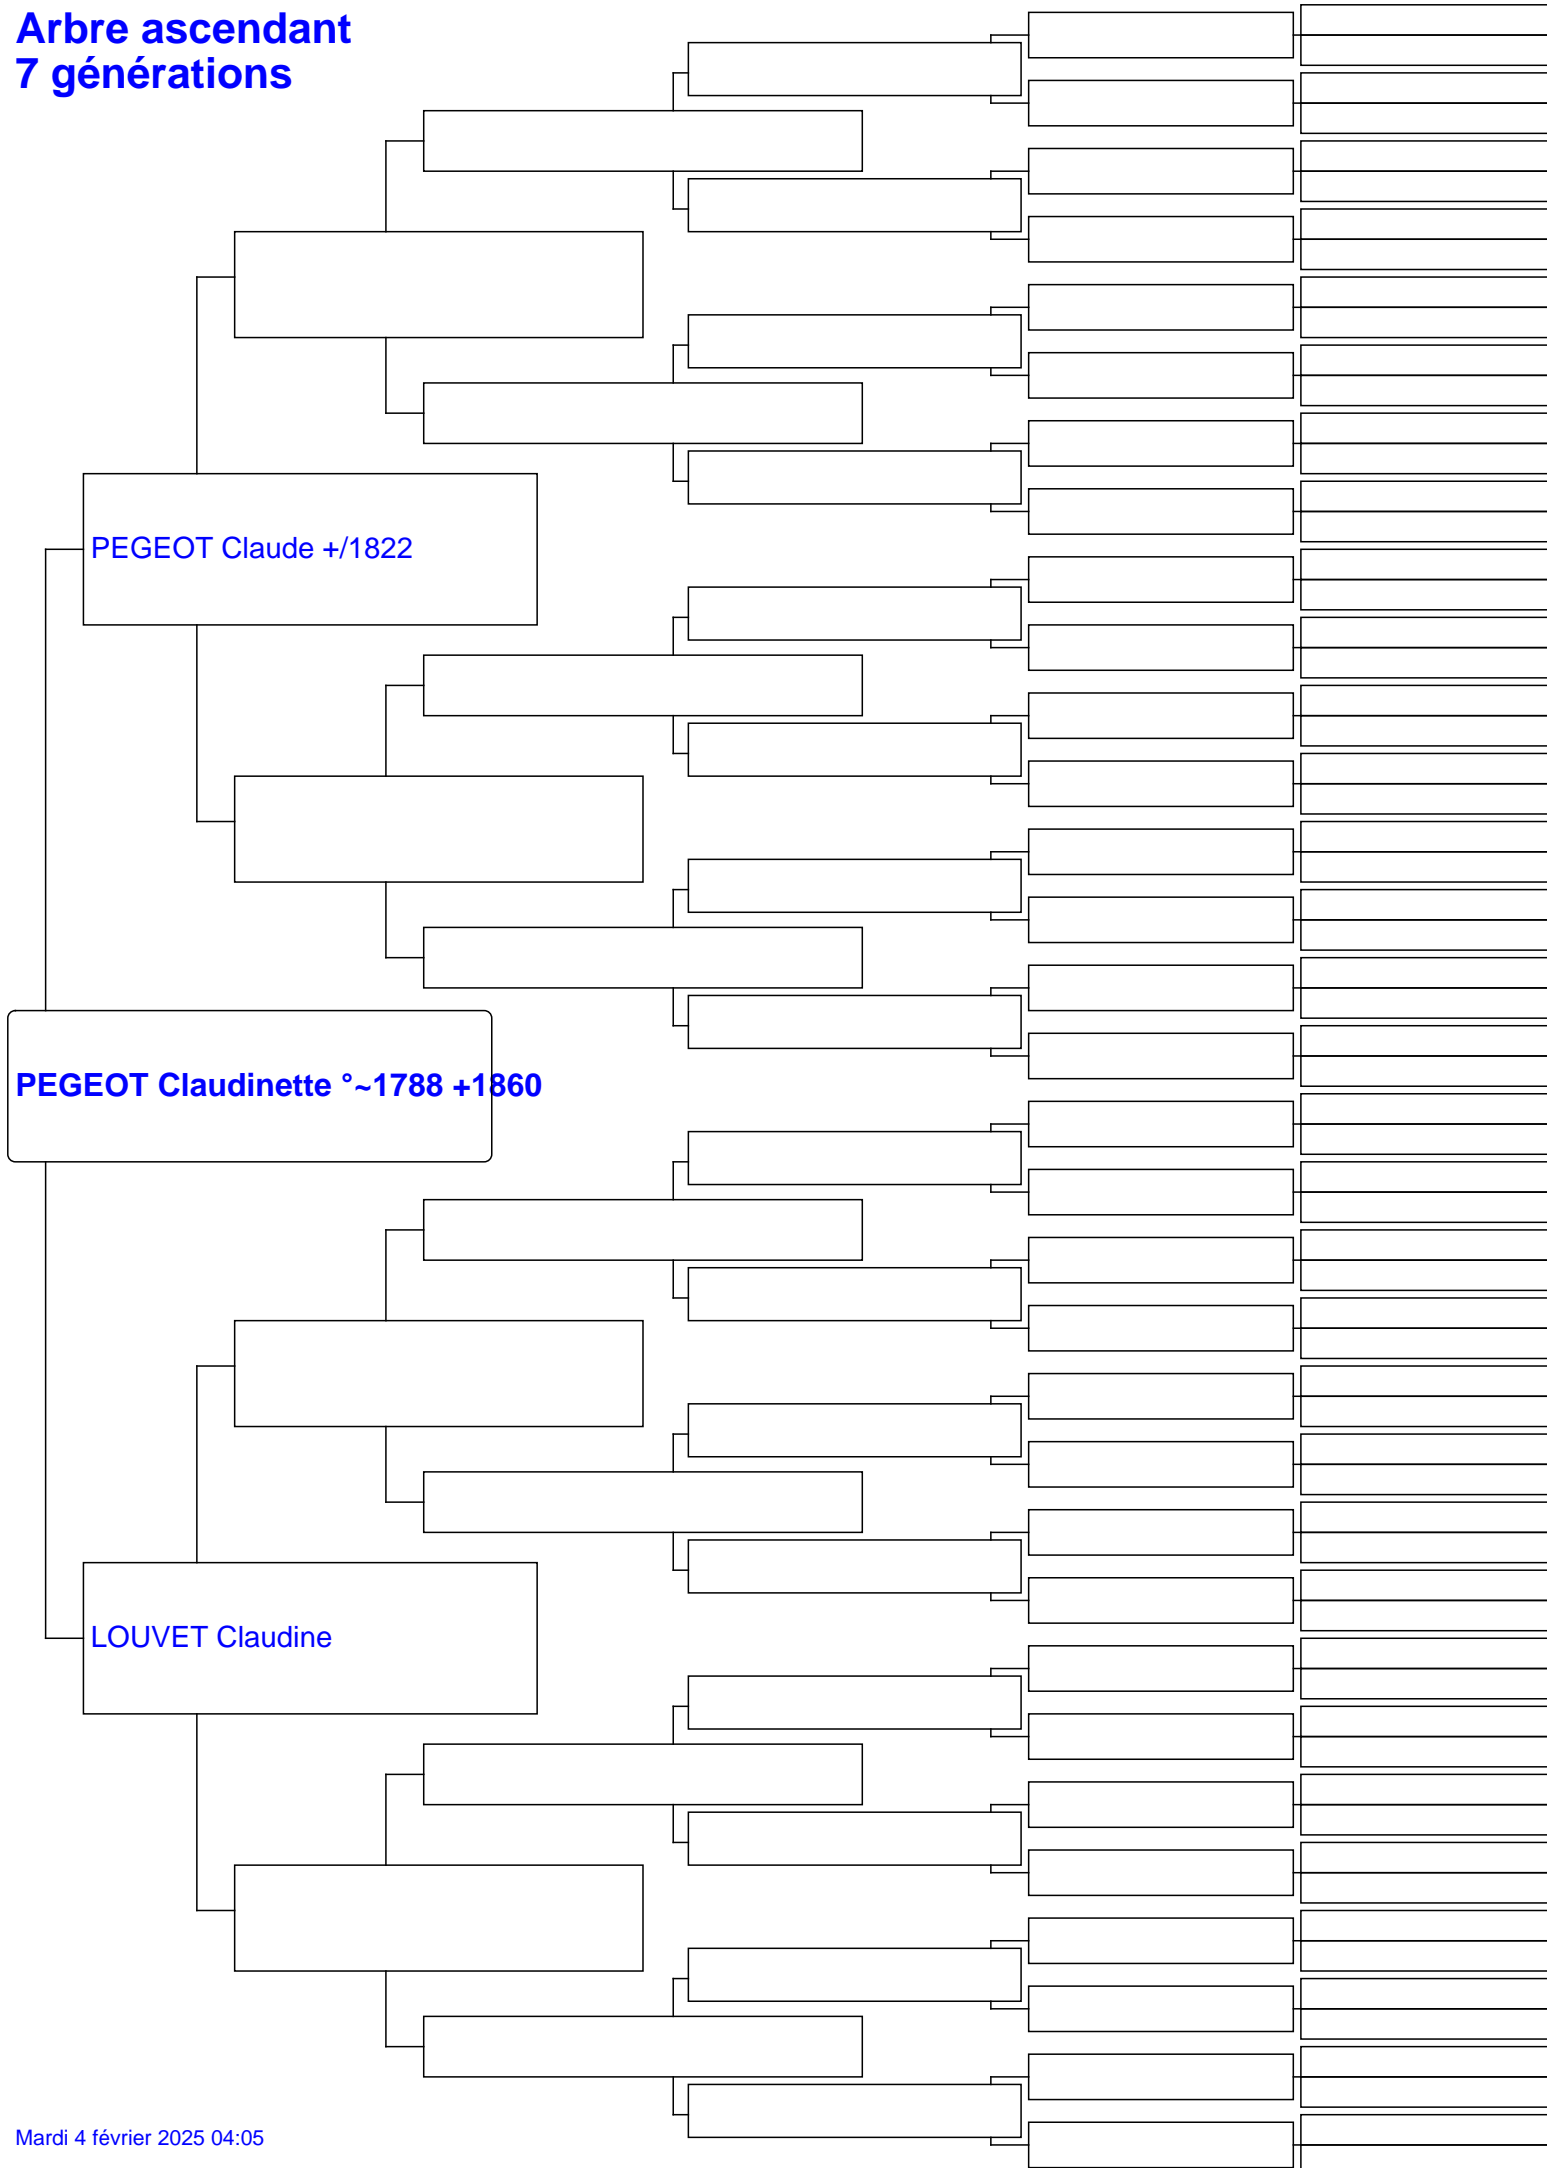 Arbre ascendant
7 générations
PEGEOT Claude +/1822
PEGEOT Claudinette °~1788 +1860
LOUVET Claudine
Mardi 4 février 2025 04:05